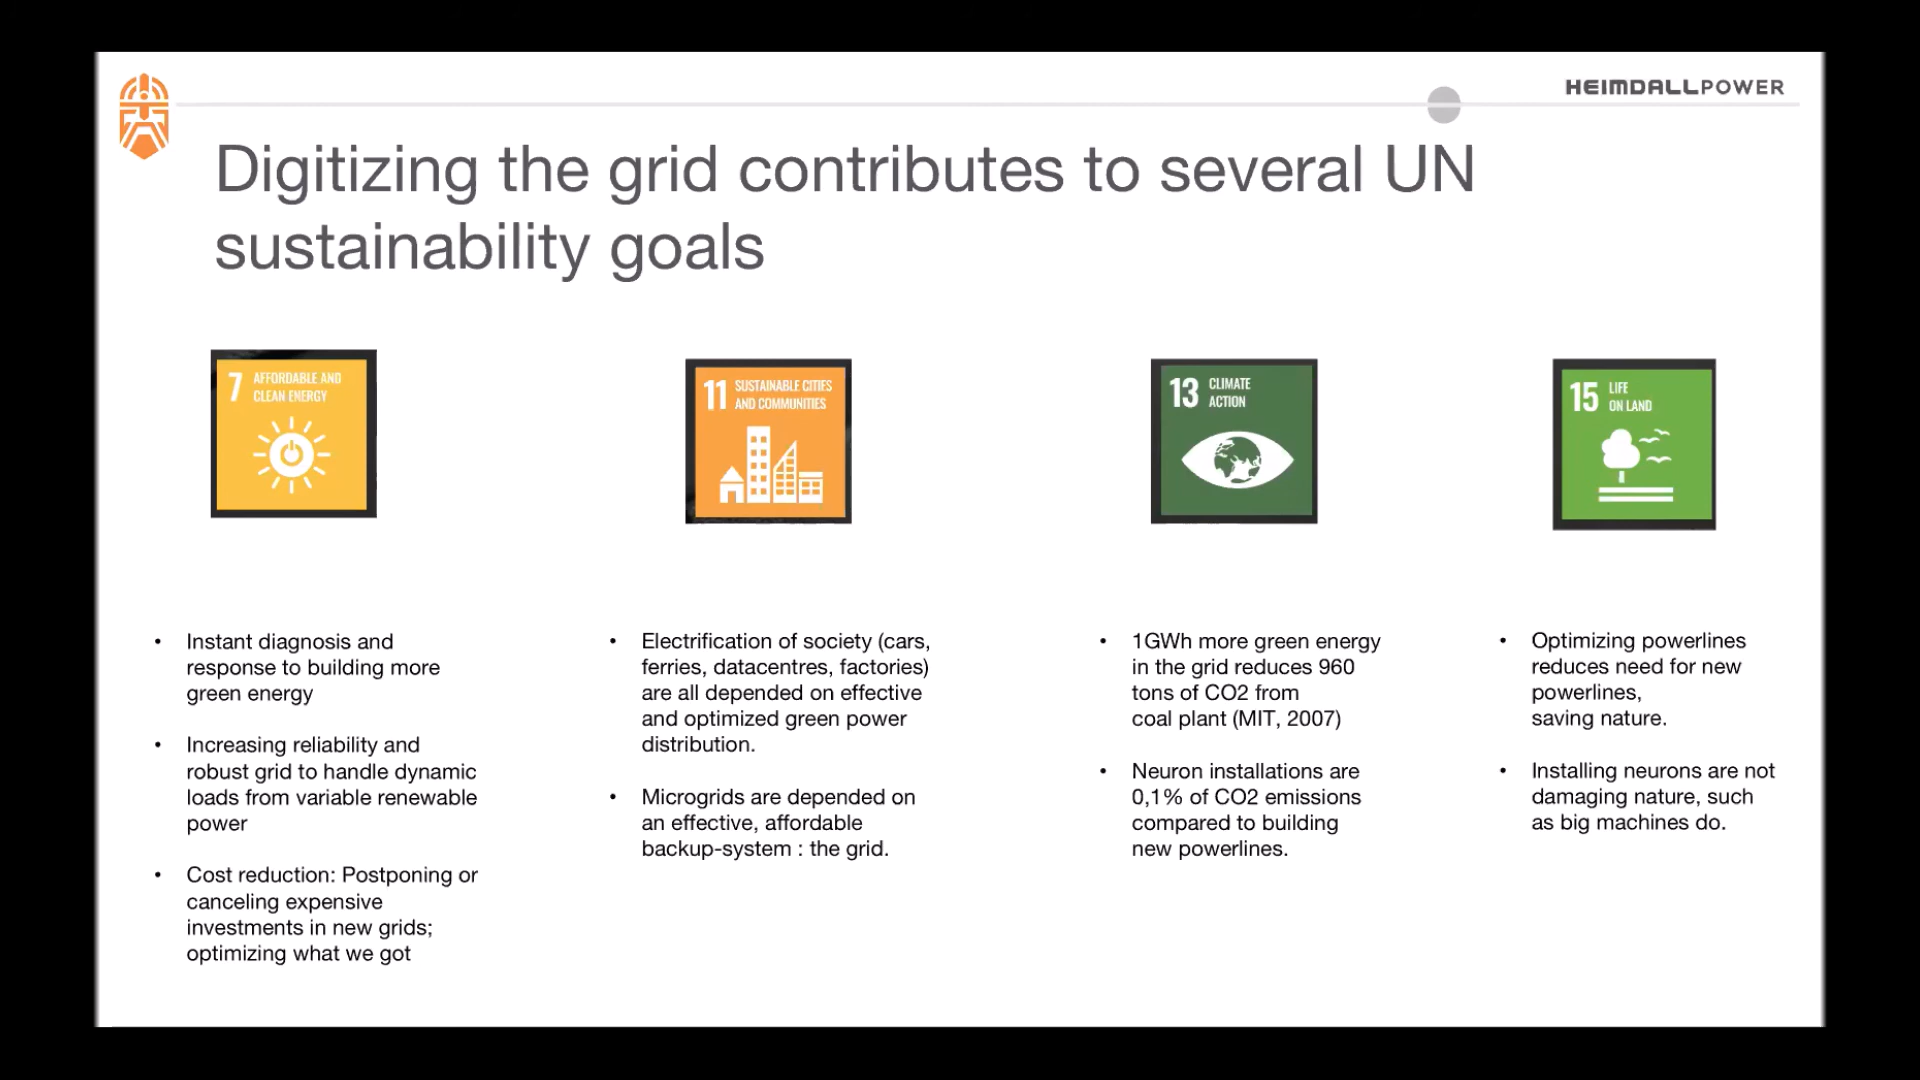 HEIMDALLPOWER
Digitizing the grid contributes to several UN
sustainability goals
7 AFFORDABLE AND
CLEAN ENERGY
11 SUSTAINABLE CITIES
AND COMMUNITIES
13 CLIMATE
ACTION
15 LIFE
ON LAND
• Instant diagnosis and
response to building more
green energy
• Increasing reliability and
robust grid to handle dynamic
loads from variable renewable
power
• Cost reduction: Postponing or
canceling expensive
investments in new grids;
optimizing what we got
• Electrification of society (cars,
ferries, datacentres, factories)
are all depended on effective
and optimized green power
distribution.
• Microgrids are depended on
an effective, affordable
backup-system : the grid.
• 1GWh more green energy
in the grid reduces 960
tons of CO2 from
coal plant (MIT, 2007)
• Neuron installations are
0,1% of CO2 emissions
compared to building
new powerlines.
• Optimizing powerlines
reduces need for new
powerlines,
saving nature.
• Installing neurons are not
damaging nature, such
as big machines do.